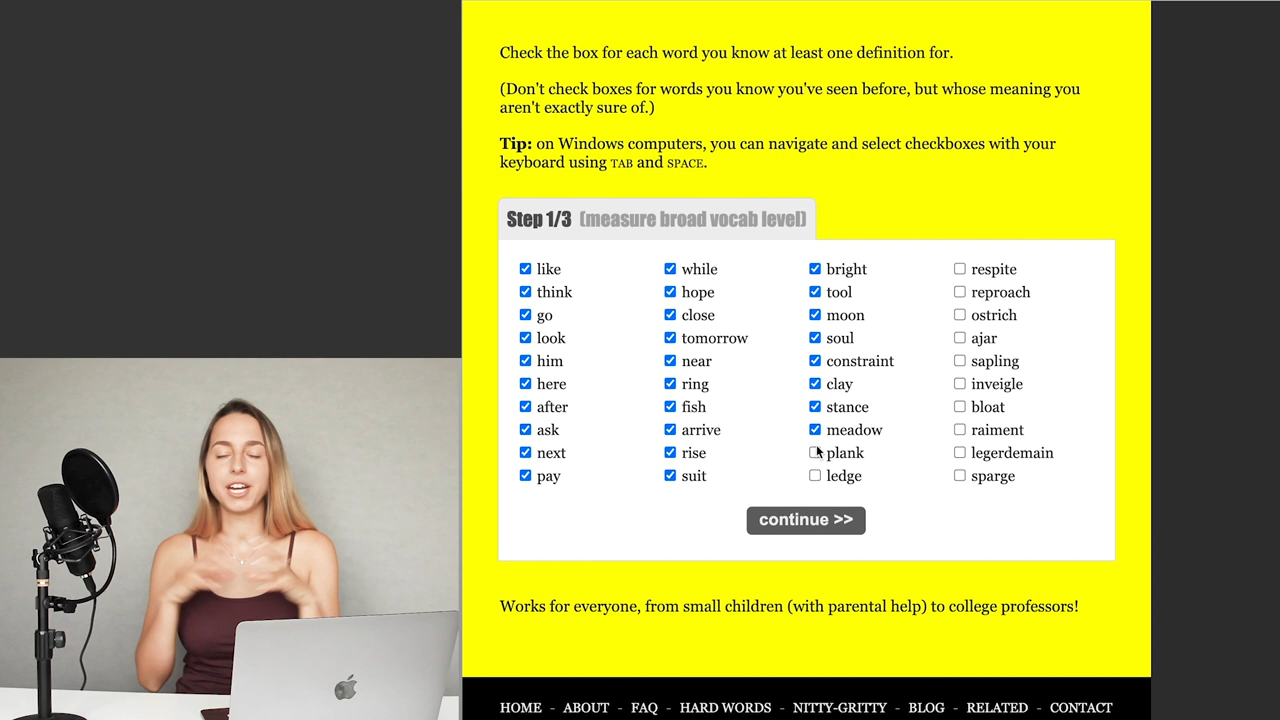 Check the box for each word you know at least one definition for.
(Don't check boxes for words you know you've seen before, but whose meaning you
aren't exactly sure of.)
Tip: on Windows computers, you can navigate and select checkboxes with your
keyboard using TAB and SPACE.
Step 1/3 (measure broad vocab level)
like while bright respite
think hope tool reproach
go close moon ostrich
look tomorrow soul ajar
him near constraint sapling
here ring clay inveigle
after fish stance bloat
ask arrive meadow raiment
next rise plank legerdemain
pay suit ledge sparge
continue >>
Works for everyone, from small children (with parental help) to college professors!
HOME - ABOUT - FAQ - HARD WORDS - NITTY-GRITTY - BLOG - RELATED - CONTACT